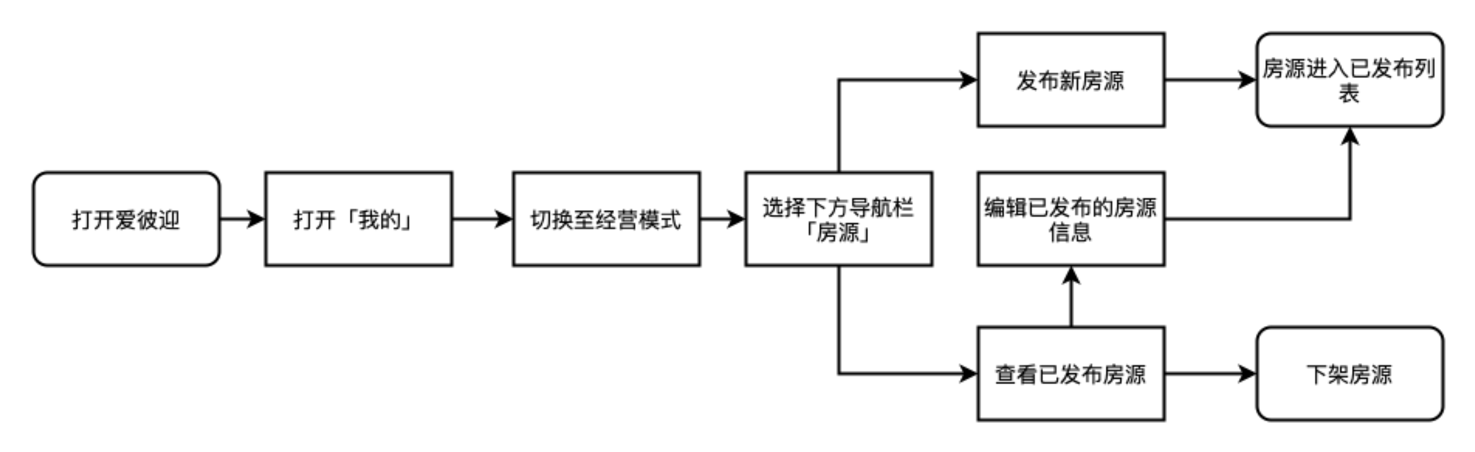 打开爱彼迎
打开「我的」
切换至经营模式
选择下方导航栏
「房源」
发布新房源
房源进入已发布列
表
编辑已发布的房源
信息
查看已发布房源
下架房源